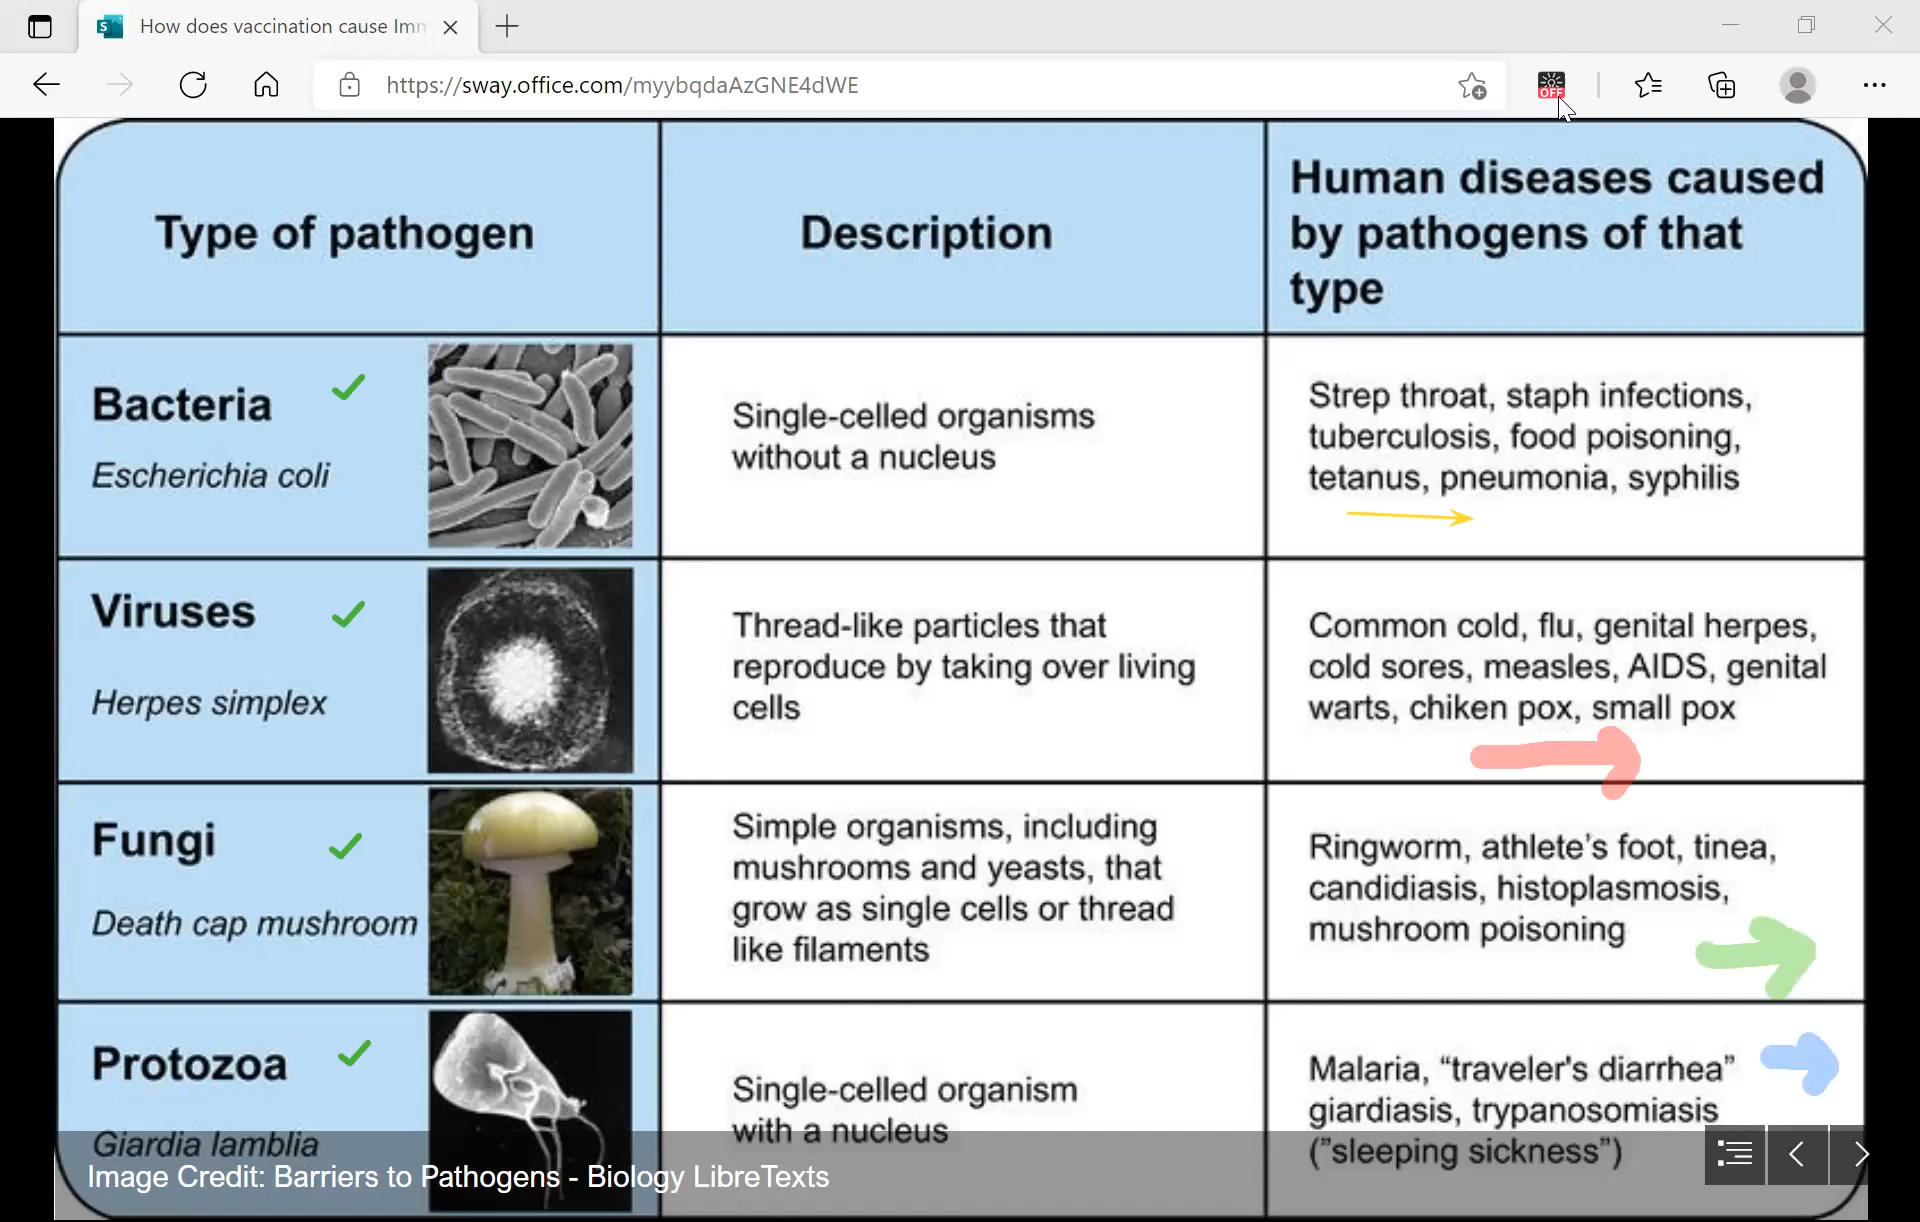 How does vaccination cause Imm
https://sway.office.com/myybqdaAzGNE4dWE
OFF
Type of pathogen
Description
Human diseases caused
by pathogens of that
type
Bacteria
Escherichia coli
Single-celled organisms
without a nucleus
Strep throat, staph infections,
tuberculosis, food poisoning,
tetanus, pneumonia, syphilis
Viruses
Herpes simplex
Thread-like particles that
reproduce by taking over living
cells
Common cold, flu, genital herpes,
cold sores, measles, AIDS, genital
warts, chiken pox, small pox
Fungi
Death cap mushroom
Simple organisms, including
mushrooms and yeasts, that
grow as single cells or thread
like filaments
Ringworm, athlete’s foot, tinea,
candidiasis, histoplasmosis,
mushroom poisoning
Protozoa
Giardia lamblia
Single-celled organism
with a nucleus
Malaria, “traveler's diarrhea”
giardiasis, trypanosomiasis
(”sleeping sickness”)
Image Credit: Barriers to Pathogens - Biology LibreTexts